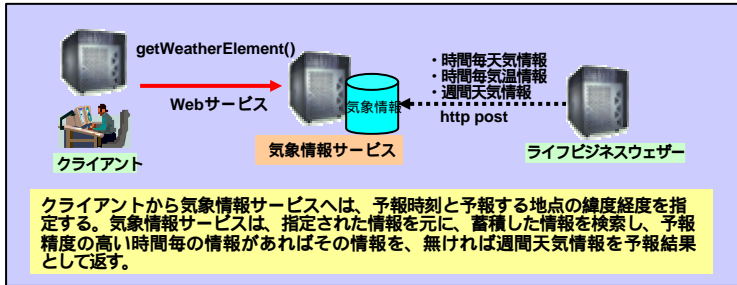 getWeatherElement()
Webサービス
クライアント
気象情報
気象情報サービス
・時間毎天気情報
・時間毎気温情報
・週間天気情報
http post
ライフビジネスウェザー
クライアントから気象情報サービスへは、予報時刻と予報する地点の緯度経度を指
定する。気象情報サービスは、指定された情報を元に、蓄積した情報を検索し、予報
精度の高い時間毎の情報があればその情報を、無ければ週間天気情報を予報結果
として返す。